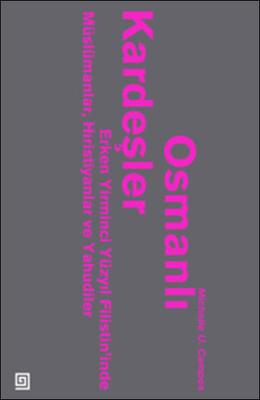 Osmanlı
Kardeşler
Erken Yirminci Yüzyıl Filistin'inde
Müslümanlar, Hıristiyanlar ve Yahudiler
Michelle U. Campos